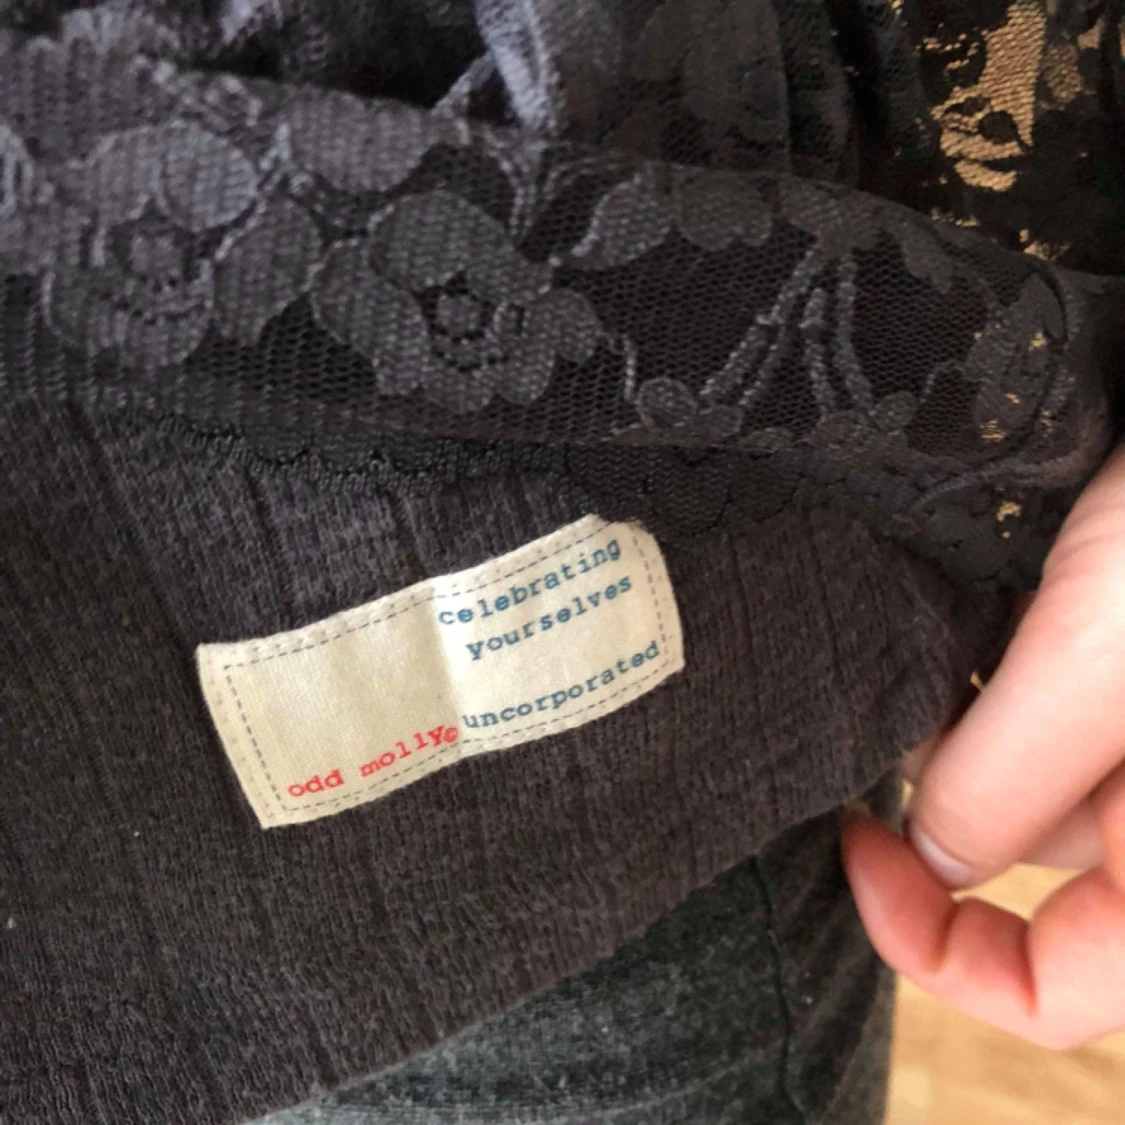 celebrating
yourselves
odd molly© uncorporated